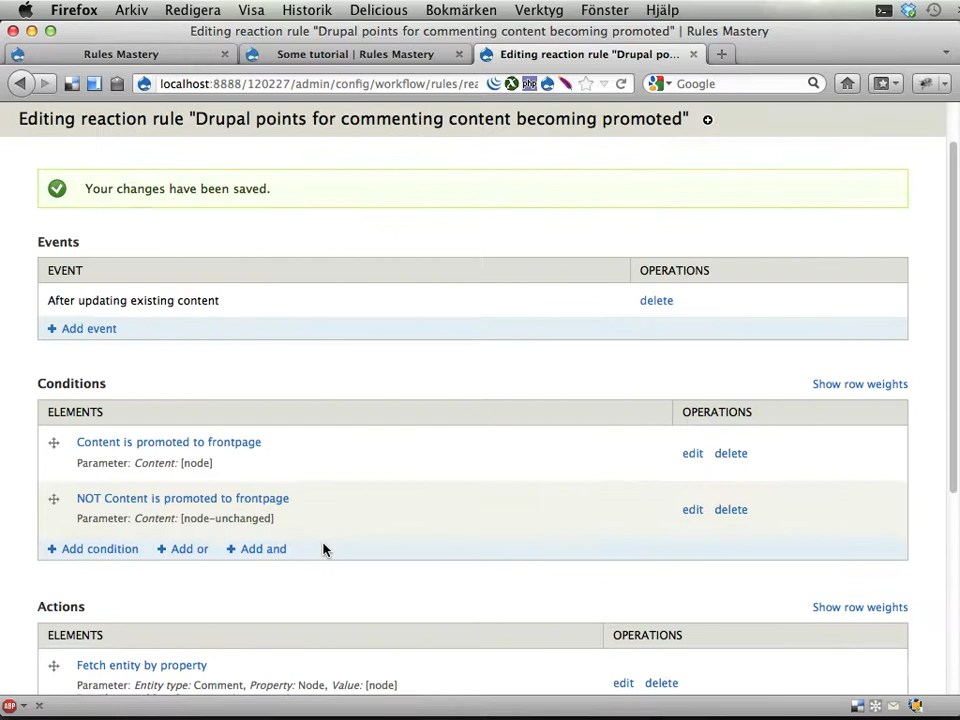 Firefox Arkiv Redigera Visa Historik Delicious Bokmärken Verktyg Fönster Hjälp
Editing reaction rule "Drupal points for commenting content becoming promoted" | Rules Mastery
Rules Mastery Some tutorial | Rules Mastery Editing reaction rule "Drupal po...
localhost:8888/120227/admin/config/workflow/rules/rea php Google
Editing reaction rule "Drupal points for commenting content becoming promoted"
Your changes have been saved.
Events
EVENT OPERATIONS
After updating existing content delete
Add event
Conditions Show row weights
ELEMENTS OPERATIONS
Content is promoted to frontpage
Parameter: Content: [node]
edit delete
NOT Content is promoted to frontpage
Parameter: Content: [node-unchanged]
edit delete
Add condition Add or Add and
Actions Show row weights
ELEMENTS OPERATIONS
Fetch entity by property
Parameter: Entity type: Comment, Property: Node, Value: [node]
edit delete
ABP